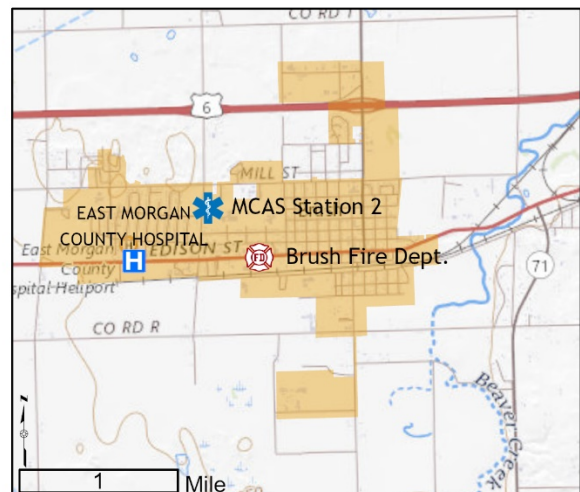 CO RD T
6
MILL ST
EAST MORGAN
COUNTY HOSPITAL
MCAS Station 2
East Morgan
County
spital Heliport
EDISON ST
H
FD
Brush Fire Dept.
71
CO RD R
Beaver Creek
1
Mile